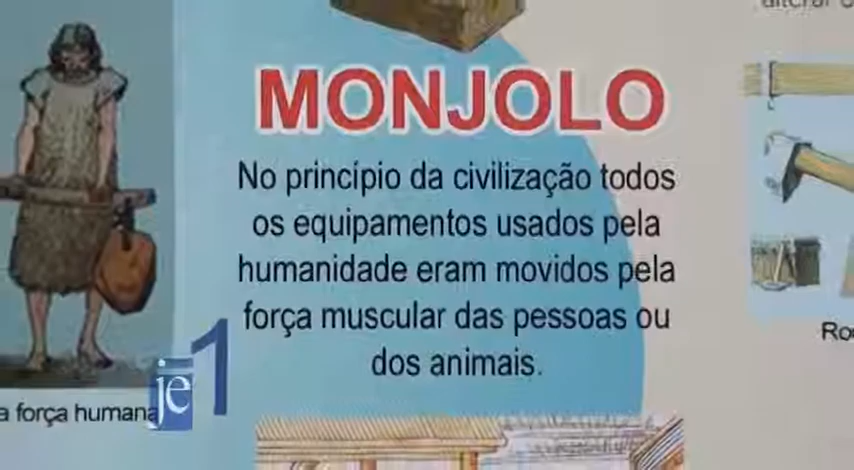 MONJOLO
No princípio da civilização todos
os equipamentos usados pela
humanidade eram movidos pela
força muscular das pessoas ou
dos animais.
a força humana
je 1